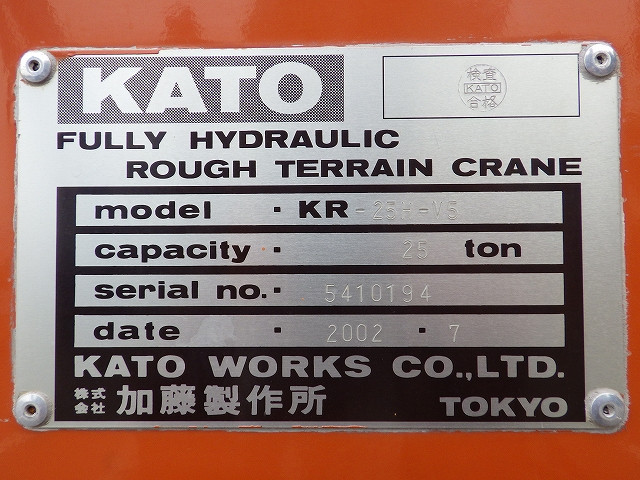 KATO
検査
KATO
合格
FULLY HYDRAULIC
ROUGH TERRAIN CRANE
model · KR-25H-V5
capacity · 25 ton
serial no.· 5410194
date · 2002 · 7
KATO WORKS CO.,LTD.
株式会社 加藤製作所 TOKYO